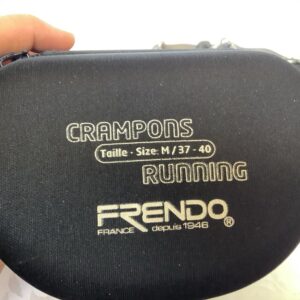 CRAMPONS
Taille - Size: M / 37 - 40
RUNNING
FRENDO®
FRANCE depuis 1946